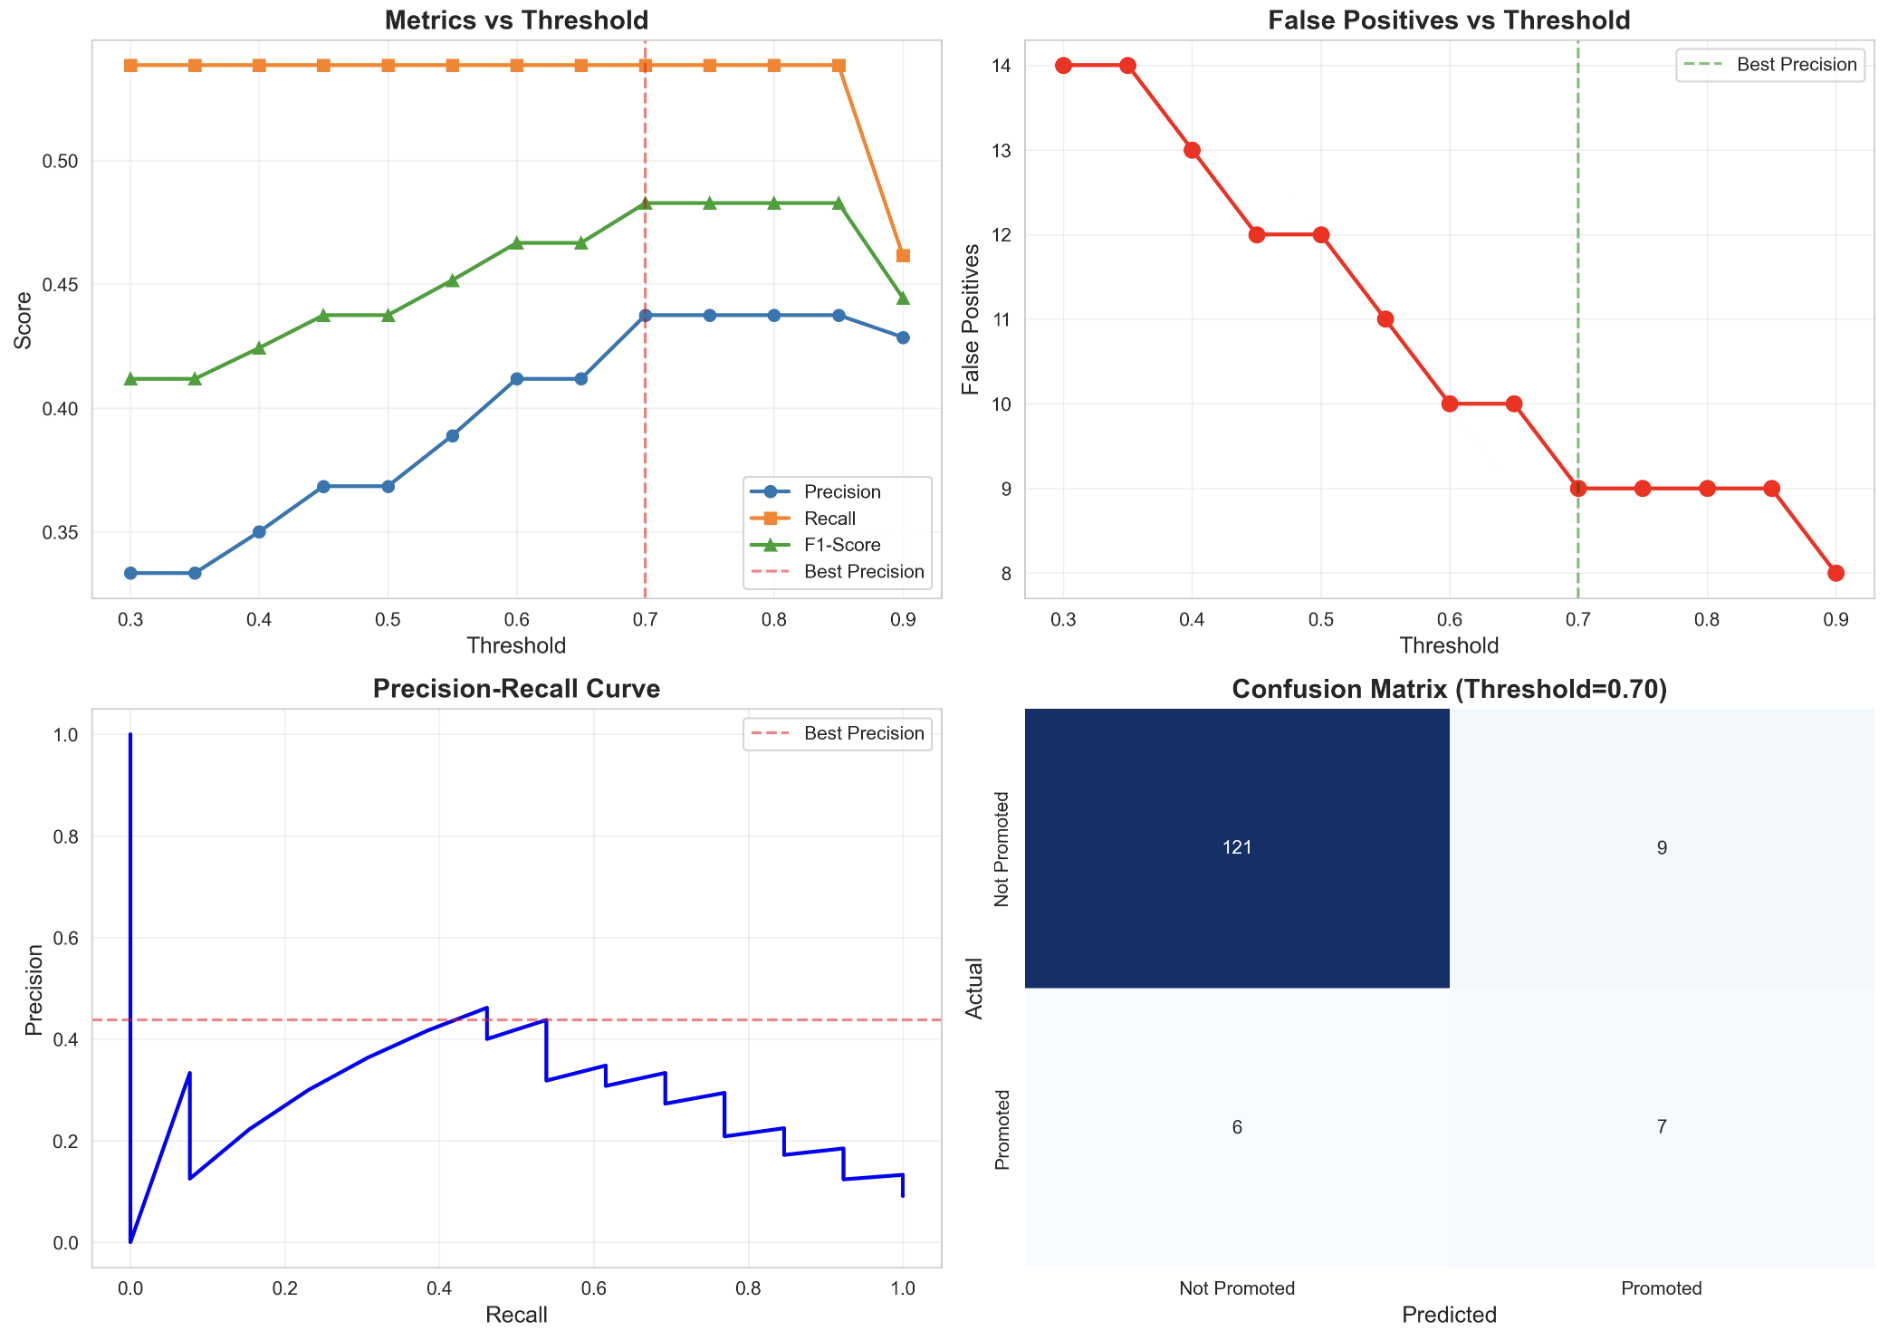 Metrics vs Threshold
Score
0.50
0.45
0.40
0.35
Precision
Recall
F1-Score
Best Precision
0.3 0.4 0.5 0.6 0.7 0.8 0.9
Threshold
False Positives vs Threshold
False Positives
14
13
12
11
10
9
8
Best Precision
0.3 0.4 0.5 0.6 0.7 0.8 0.9
Threshold
Precision-Recall Curve
Precision
1.0
0.8
0.6
0.4
0.2
0.0
Best Precision
0.0 0.2 0.4 0.6 0.8 1.0
Recall
Confusion Matrix (Threshold=0.70)
Actual
Not Promoted
121 9
Promoted
6 7
Not Promoted Promoted
Predicted